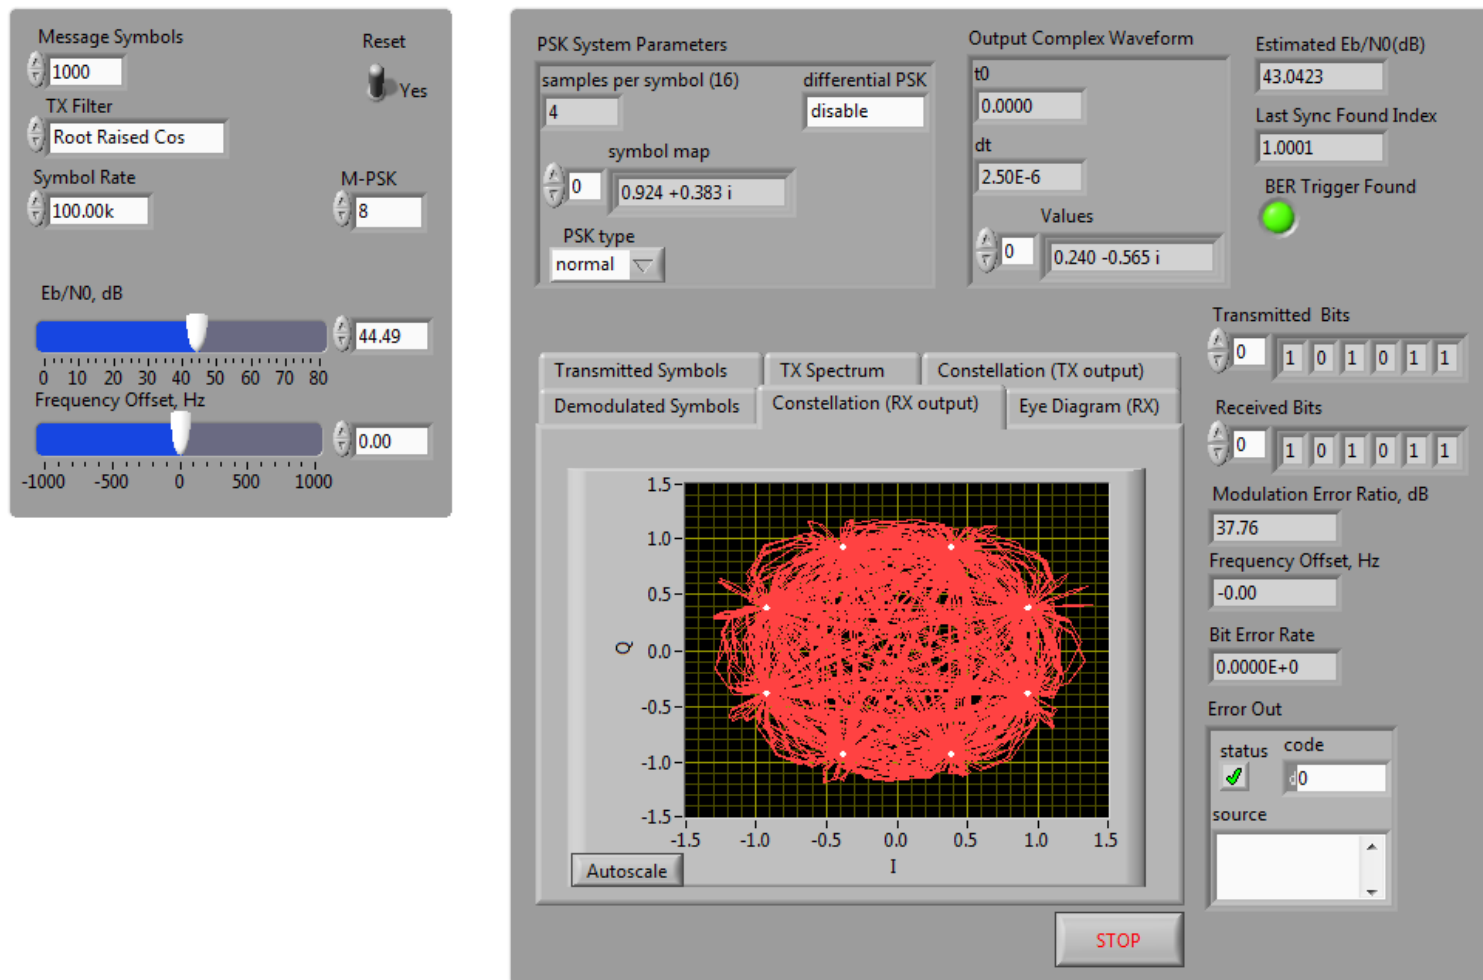 Message Symbols
1000
Reset
Yes
TX Filter
Root Raised Cos
Symbol Rate
100.00k
M-PSK
8
Eb/N0, dB
44.49
0 10 20 30 40 50 60 70 80
Frequency Offset, Hz
0.00
-1000 -500 0 500 1000
PSK System Parameters
samples per symbol (16)
4
differential PSK
disable
symbol map
0
0.924 +0.383 i
PSK type
normal
Output Complex Waveform
t0
0.0000
dt
2.50E-6
Values
0
0.240 -0.565 i
Estimated Eb/N0(dB)
43.0423
Last Sync Found Index
1.0001
BER Trigger Found
Transmitted Symbols
TX Spectrum
Constellation (TX output)
Demodulated Symbols
Constellation (RX output)
Eye Diagram (RX)
1.5
1.0
0.5
0.0
-0.5
-1.0
-1.5
Q
-1.5 -1.0 -0.5 0.0 0.5 1.0 1.5
I
Autoscale
Transmitted Bits
0
1 0 1 0 1 1
Received Bits
0
1 0 1 0 1 1
Modulation Error Ratio, dB
37.76
Frequency Offset, Hz
-0.00
Bit Error Rate
0.0000E+0
Error Out
status
code
d0
source
STOP